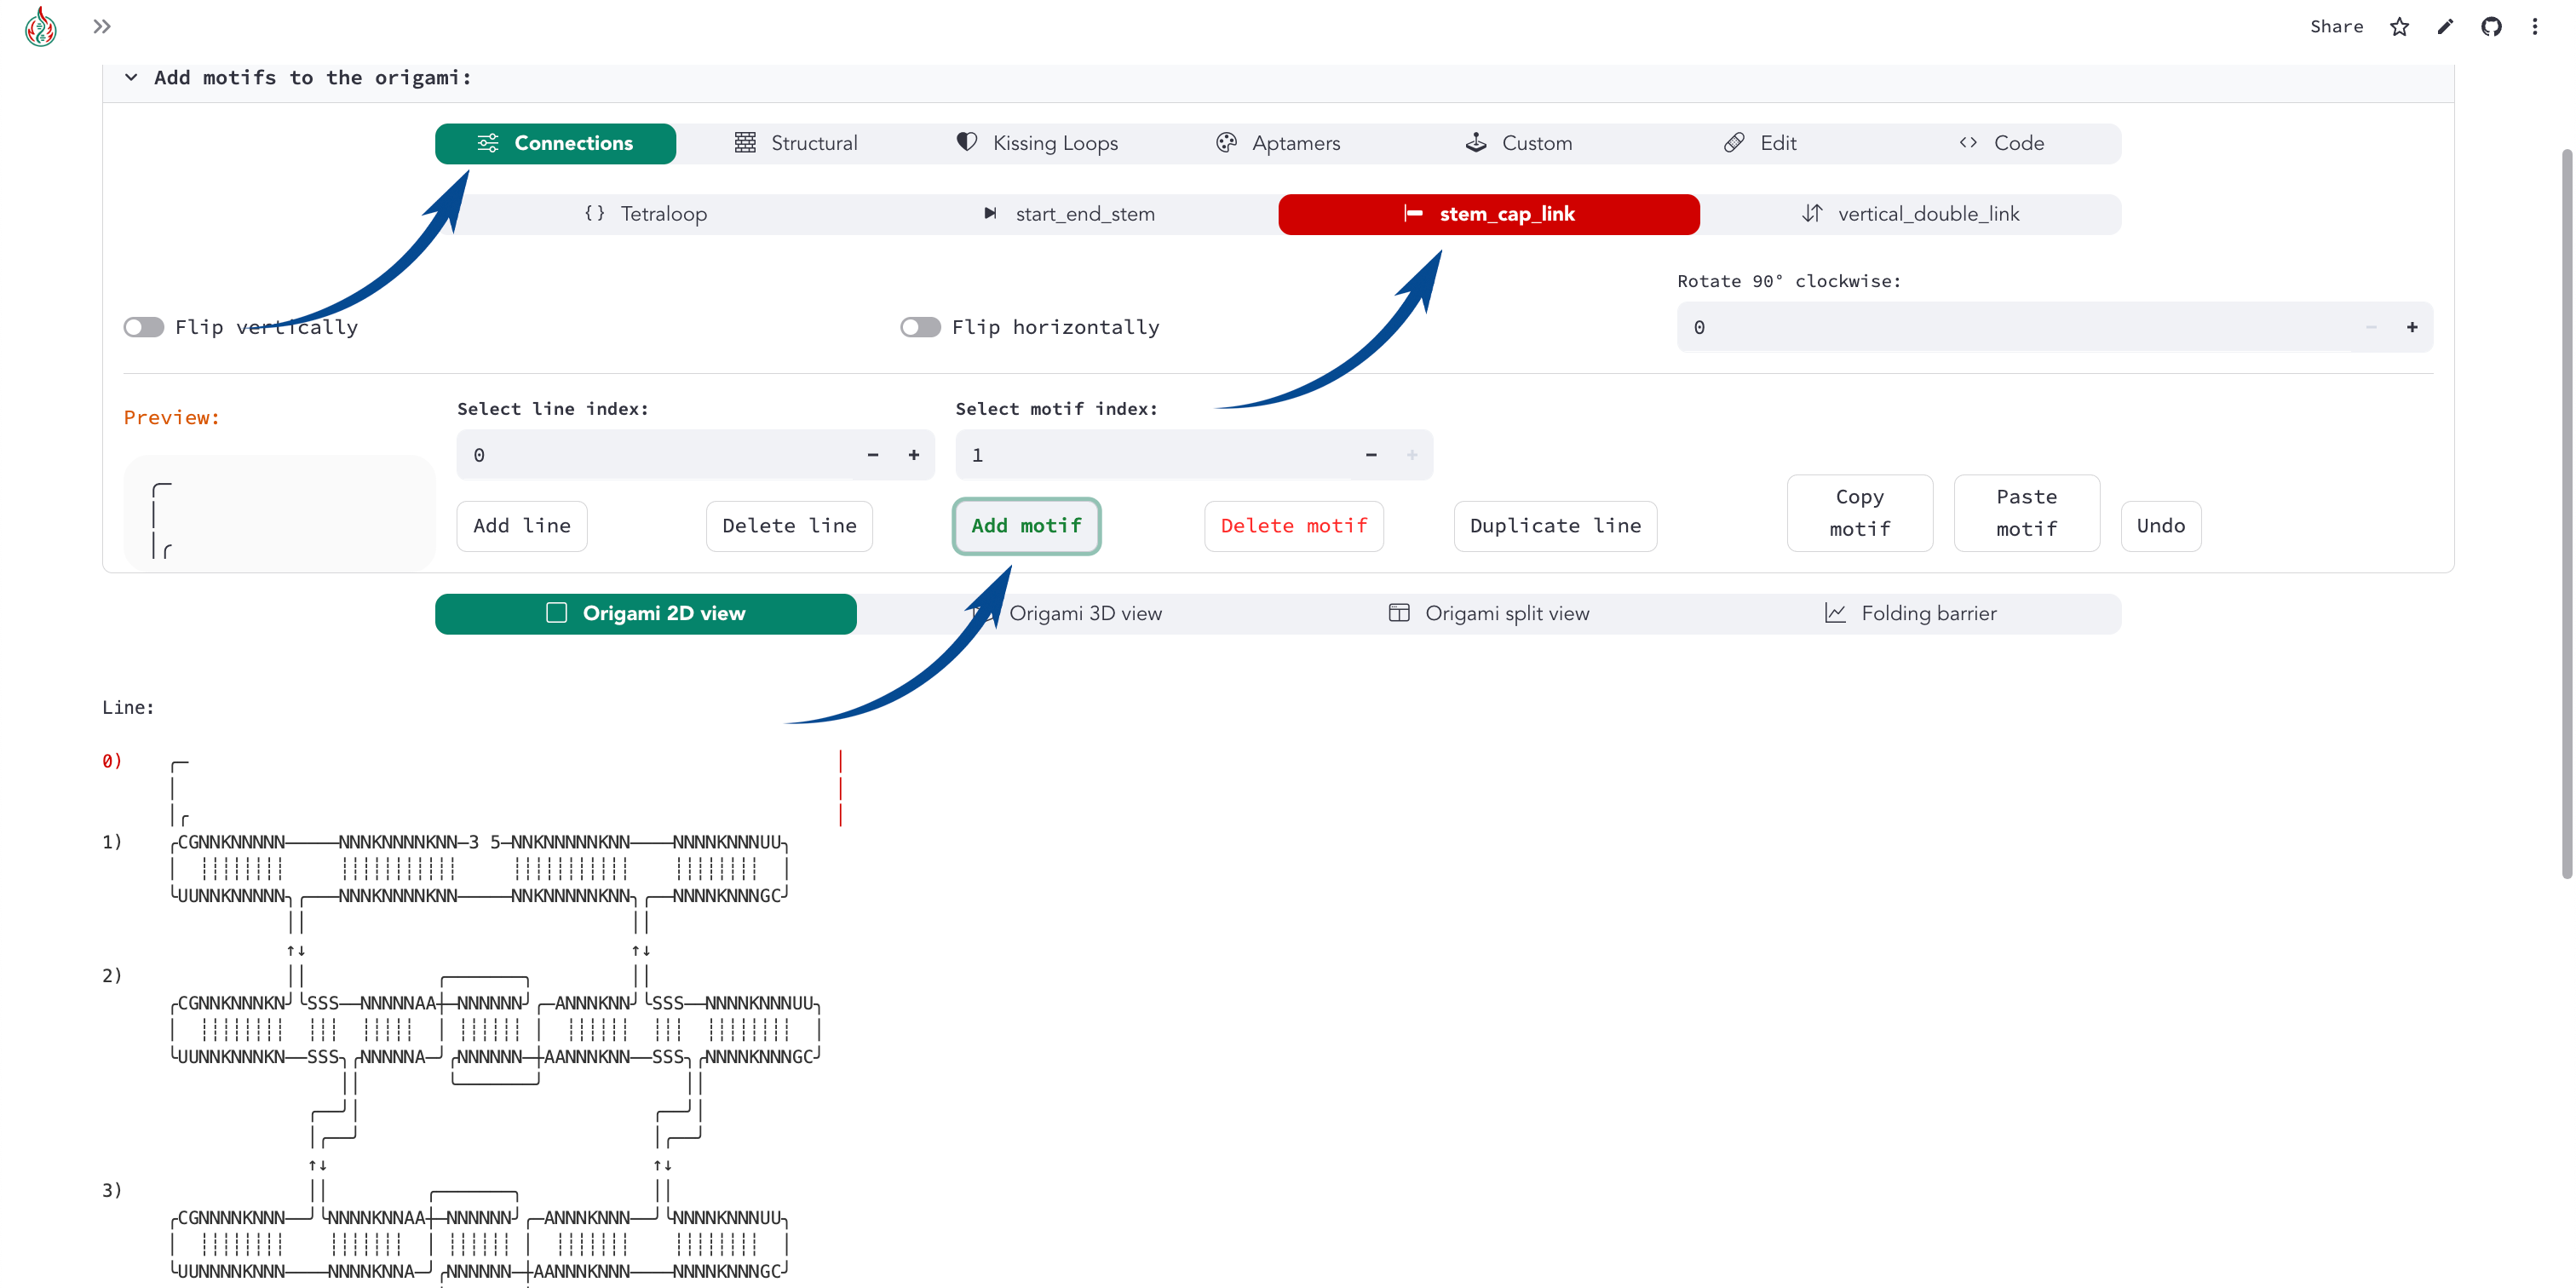 Share
Add motifs to the origami:
Connections Structural Kissing Loops Aptamers Custom Edit Code
Tetraloop start_end_stem stem_cap_link vertical_double_link
Rotate 90° clockwise:
Flip vertically Flip horizontally 0 − +
Preview: Select line index: Select motif index:
0 − + 1 − +
Add line Delete line Add motif Delete motif Duplicate line Copy motif Paste motif Undo
Origami 2D view Origami 3D view Origami split view Folding barrier
Line:
0) ╭─
│
│╭
1) ╭CGNNKNNNNN─────NNNKNNNNKNN─3 5─NNKNNNNNKNN────NNNNKNNNUU╮
│ ┊┊┊┊┊┊┊┊ ┊┊┊┊┊┊┊┊┊┊┊ ┊┊┊┊┊┊┊┊┊┊┊ ┊┊┊┊┊┊┊┊ │
╰UUNNKNNNNN╮╭───NNNKNNNNKNN─────NNKNNNNNKNN╮╭──NNNNKNNNGC╯
││ ││
↑↓ ↑↓
2) ││ ╭───────╮ ││
╭CGNNKNNNKN╯╰SSS──NNNNNAA┼─NNNNNN╯╭─ANNNKNN╯╰SSS──NNNNKNNNUU╮
│ ┊┊┊┊┊┊┊┊ ┊┊┊ ┊┊┊┊┊ │ ┊┊┊┊┊┊ │ ┊┊┊┊┊┊ ┊┊┊ ┊┊┊┊┊┊┊┊ │
╰UUNNKNNNKN──SSS╮╭NNNNNA─╯╭NNNNNN─┼AANNNKNN──SSS╮╭NNNNKNNNGC╯
││ ╰───────╯ ││
╭──╯│ ╭──╯│
│╭──╯ │╭──╯
↑↓ ↑↓
3) ││ ╭───────╮ ││
╭CGNNNNKNNN──╯╰NNNNKNNAA┼─NNNNNN╯╭─ANNNKNNN──╯╰NNNNKNNNUU╮
│ ┊┊┊┊┊┊┊┊ ┊┊┊┊┊┊┊ │ ┊┊┊┊┊┊ │ ┊┊┊┊┊┊┊ ┊┊┊┊┊┊┊┊ │
╰UUNNNNKNNN────NNNNKNNA─╯╭NNNNNN─┼AANNNKNNN────NNNNKNNNGC╯